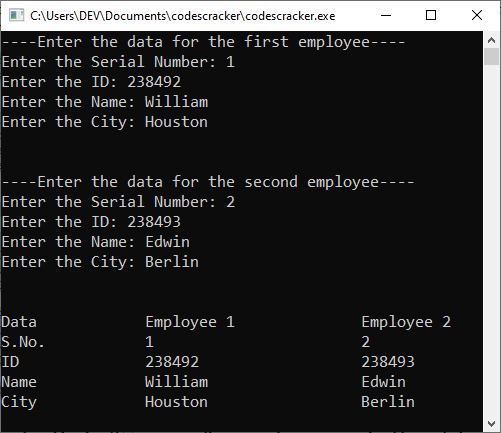 C:\Users\DEV\Documents\codescracker\codescracker.exe
----Enter the data for the first employee----
Enter the Serial Number: 1
Enter the ID: 238492
Enter the Name: William
Enter the City: Houston
----Enter the data for the second employee----
Enter the Serial Number: 2
Enter the ID: 238493
Enter the Name: Edwin
Enter the City: Berlin
Data Employee 1 Employee 2
S.No. 1 2
ID 238492 238493
Name William Edwin
City Houston Berlin